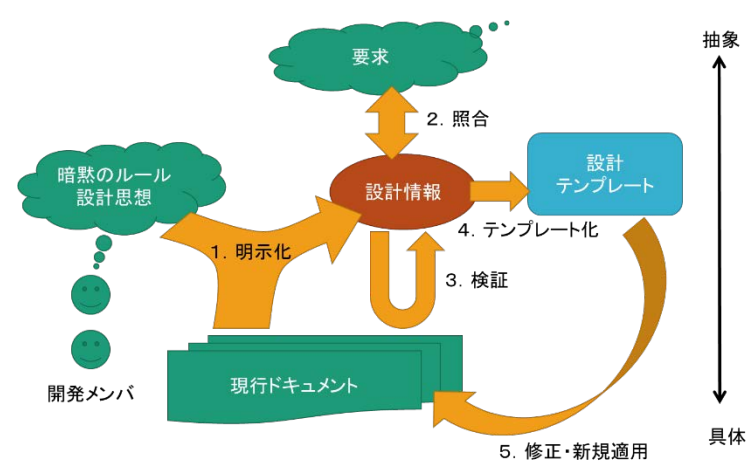 要求
抽象
2. 照合
暗黙のルール
設計思想
設計情報
設計
テンプレート
1. 明示化
4. テンプレート化
3. 検証
開発メンバ
現行ドキュメント
具体
5. 修正・新規適用